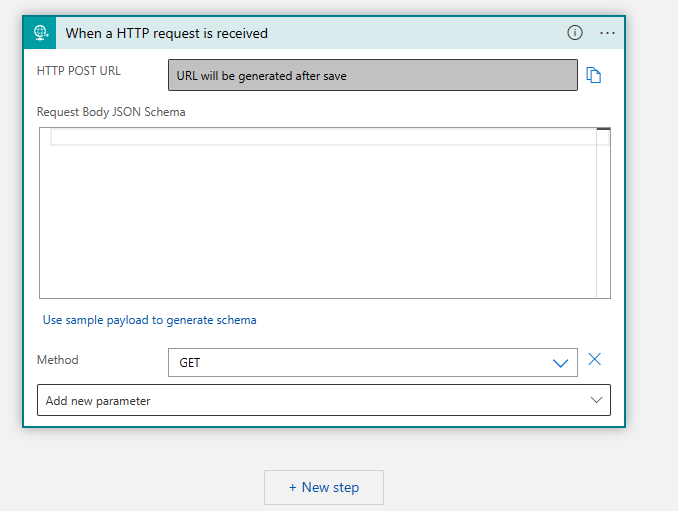 When a HTTP request is received
HTTP POST URL
URL will be generated after save
Request Body JSON Schema
Use sample payload to generate schema
Method
GET
Add new parameter
+ New step